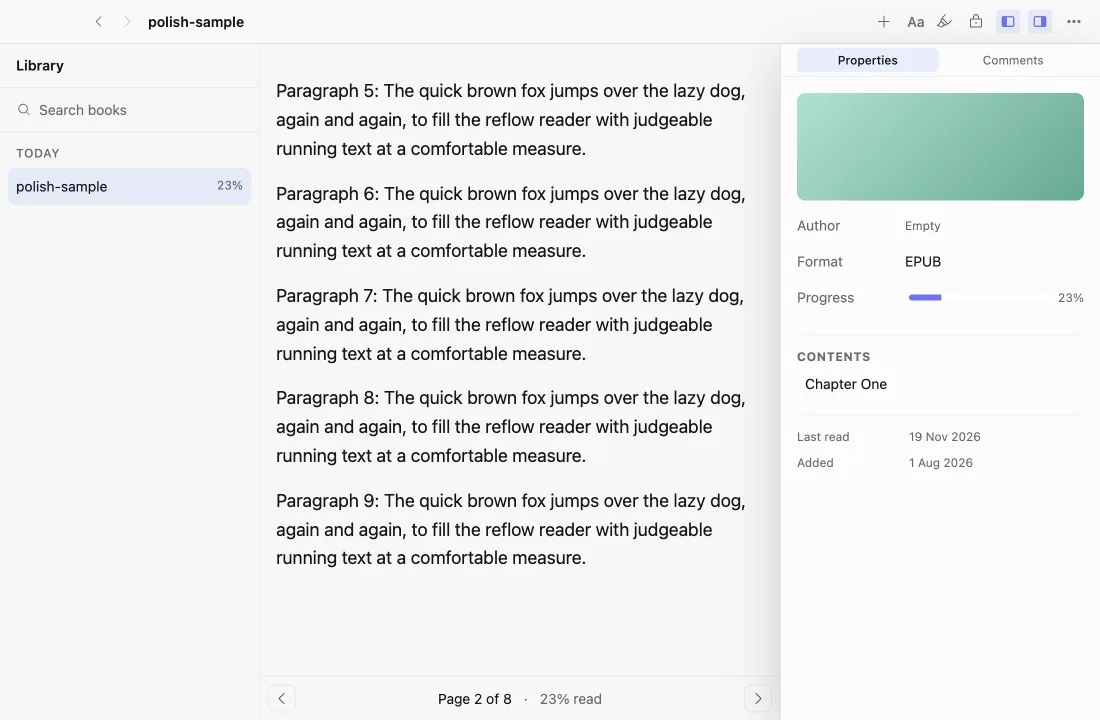 polish-sample
Aa
Library
Search books
TODAY
polish-sample 23%
Paragraph 5: The quick brown fox jumps over the lazy dog,
again and again, to fill the reflow reader with judgeable
running text at a comfortable measure.
Paragraph 6: The quick brown fox jumps over the lazy dog,
again and again, to fill the reflow reader with judgeable
running text at a comfortable measure.
Paragraph 7: The quick brown fox jumps over the lazy dog,
again and again, to fill the reflow reader with judgeable
running text at a comfortable measure.
Paragraph 8: The quick brown fox jumps over the lazy dog,
again and again, to fill the reflow reader with judgeable
running text at a comfortable measure.
Paragraph 9: The quick brown fox jumps over the lazy dog,
again and again, to fill the reflow reader with judgeable
running text at a comfortable measure.
Page 2 of 8 · 23% read
Properties Comments
Author Empty
Format EPUB
Progress 23%
CONTENTS
Chapter One
Last read 19 Nov 2026
Added 1 Aug 2026